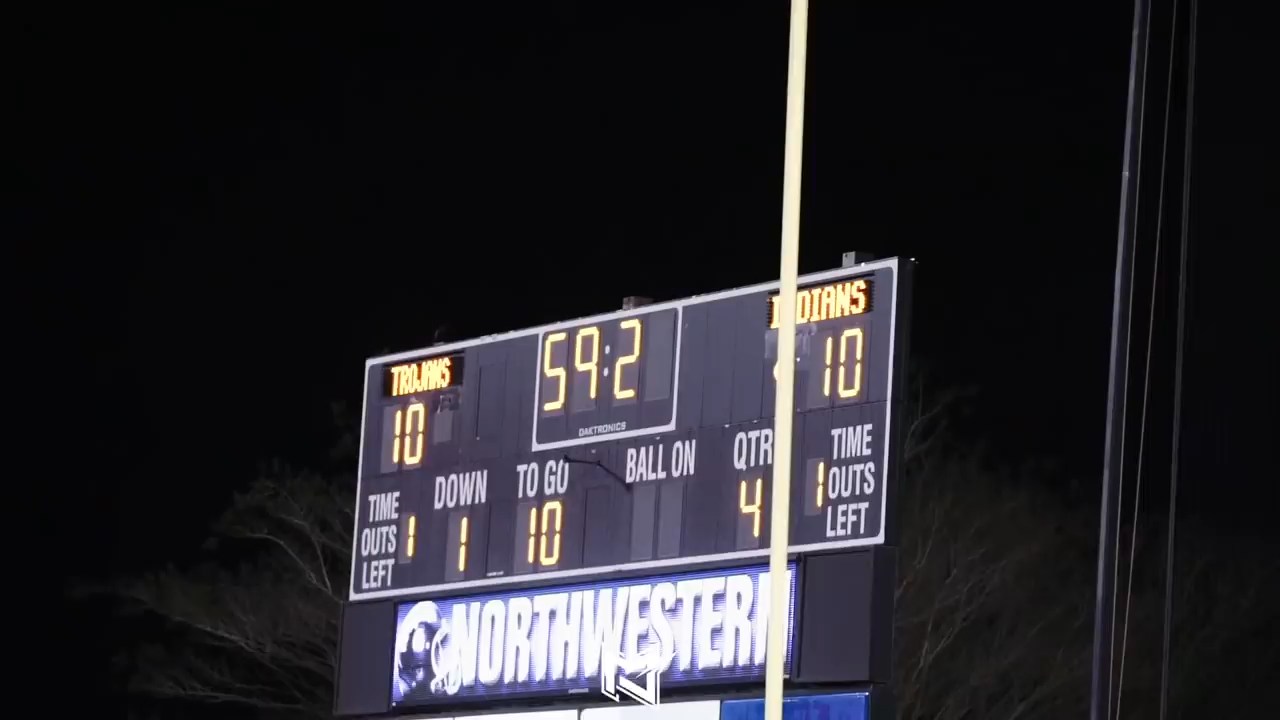 TROJANS
59:2
INDIANS
10
10
DAKTRONICS
DOWN
TO GO
BALL ON
QTR
TIME
OUTS
LEFT
TIME
OUTS
LEFT
1
1
10
4
1
NORTHWESTERN
N